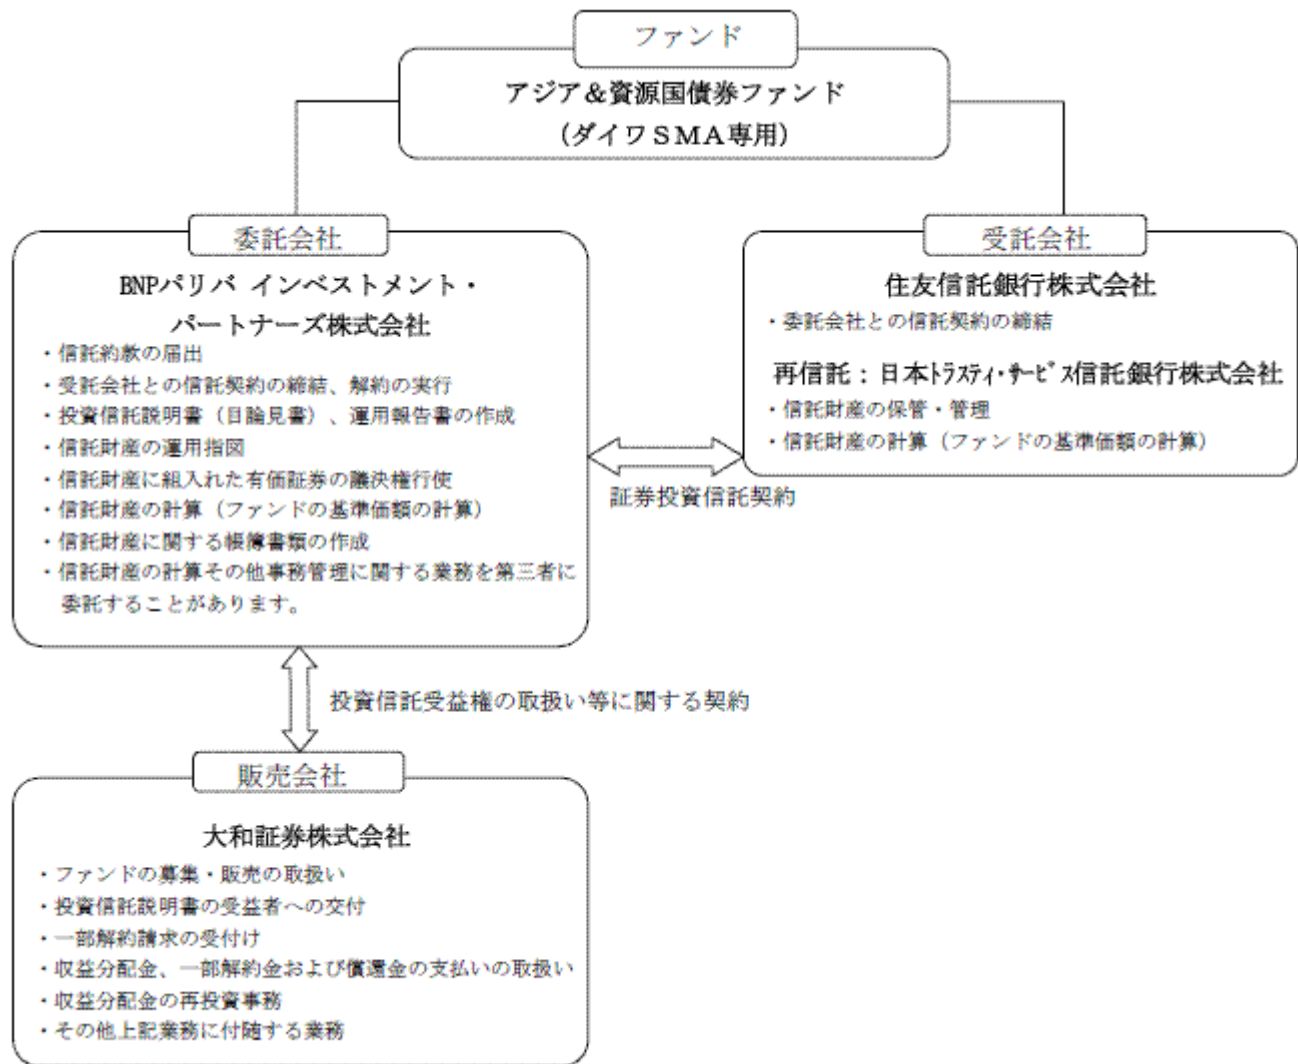 ファンド
アジア＆資源国債券ファンド
（ダイワＳＭＡ専用）
委託会社
BNPパリバ インベストメント・
パートナーズ株式会社
・信託約款の届出
・受託会社との信託契約の締結、解約の実行
・投資信託説明書（目論見書）、運用報告書の作成
・信託財産の運用指図
・信託財産に組入れた有価証券の議決権行使
・信託財産の計算（ファンドの基準価額の計算）
・信託財産に関する帳簿書類の作成
・信託財産の計算その他事務管理に関する業務を第三者に
委託することがあります。
受託会社
住友信託銀行株式会社
・委託会社との信託契約の締結
再信託：日本ﾄﾗｽﾃｨ・ｻｰﾋﾞｽ信託銀行株式会社
・信託財産の保管・管理
・信託財産の計算（ファンドの基準価額の計算）
証券投資信託契約
投資信託受益権の取扱い等に関する契約
販売会社
大和証券株式会社
・ファンドの募集・販売の取扱い
・投資信託説明書の受益者への交付
・一部解約請求の受付け
・収益分配金、一部解約金および償還金の支払いの取扱い
・収益分配金の再投資事務
・その他上記業務に付随する業務